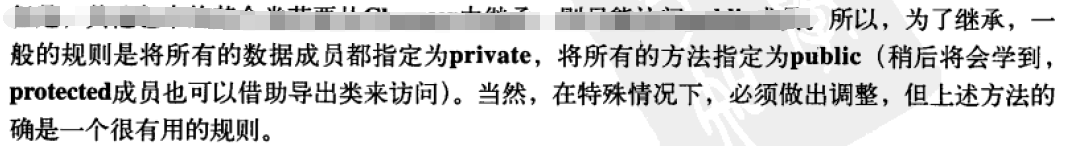 所以，为了继承，一
般的规则是将所有的数据成员都指定为private，将所有的方法指定为public（稍后将会学到，
protected成员也可以借助导出类来访问）。当然，在特殊情况下，必须做出调整，但上述方法的
确是一个很有用的规则。